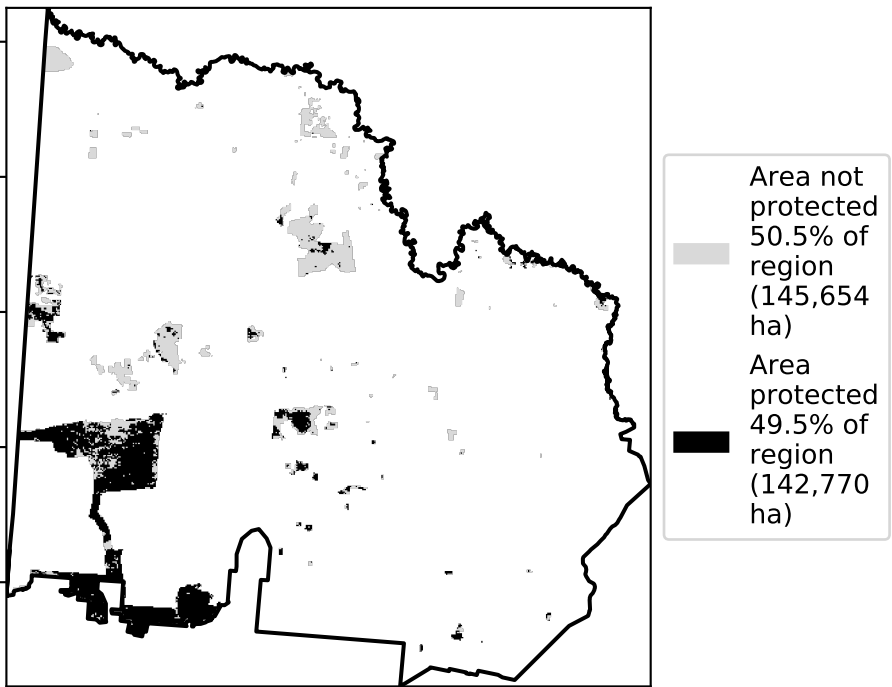 Area not
protected
50.5% of
region
(145,654
ha)
Area
protected
49.5% of
region
(142,770
ha)